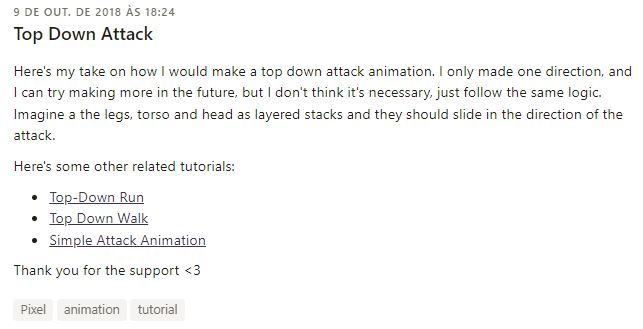 9 DE OUT. DE 2018 ÀS 18:24
Top Down Attack
Here's my take on how I would make a top down attack animation. I only made one direction, and
I can try making more in the future, but I don't think it's necessary, just follow the same logic.
Imagine a the legs, torso and head as layered stacks and they should slide in the direction of the
attack.
Here's some other related tutorials:
Top-Down Run
Top Down Walk
Simple Attack Animation
Thank you for the support <3
Pixel animation tutorial